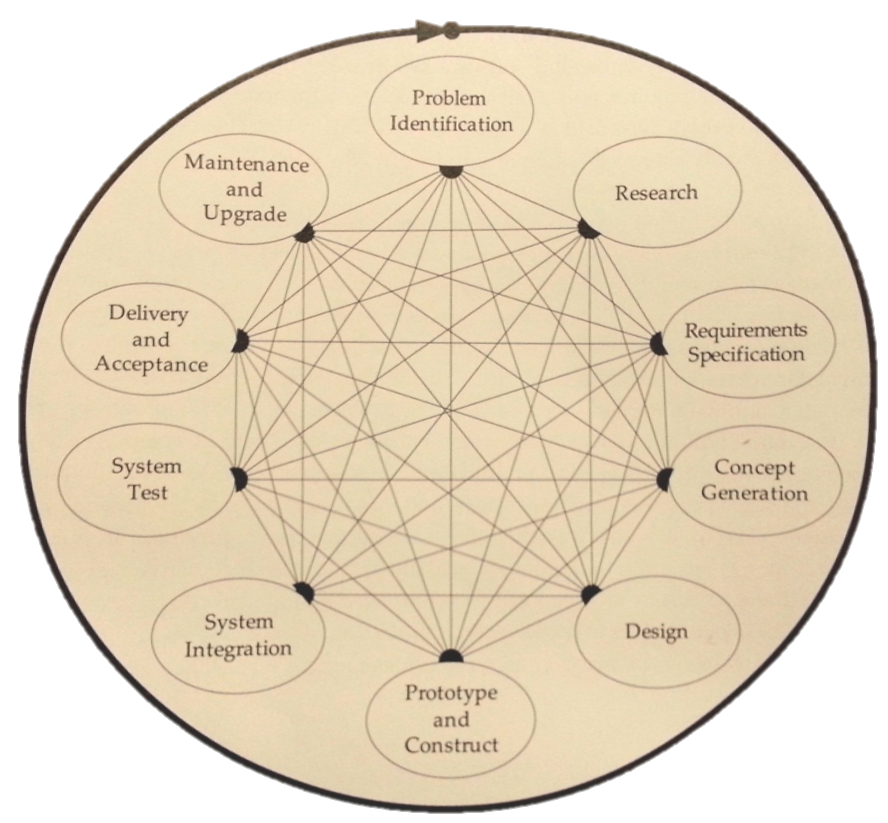 Problem
Identification
Research
Requirements
Specification
Concept
Generation
Design
Prototype
and
Construct
System
Integration
System
Test
Delivery
and
Acceptance
Maintenance
and
Upgrade